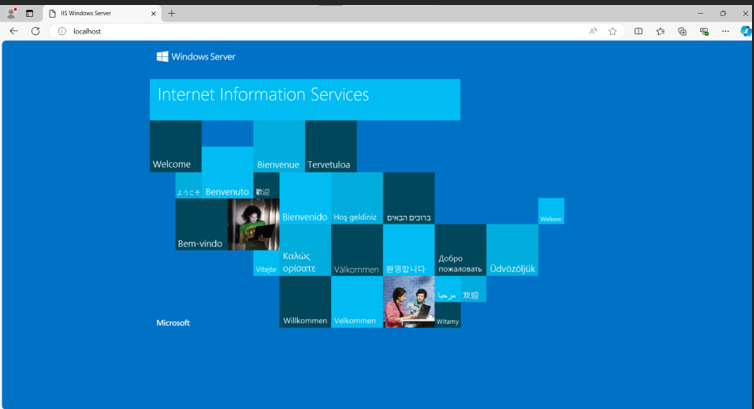 IIS Windows Server
localhost
Windows Server
Internet Information Services
Welcome
Bienvenue
Tervetuloa
ようこそ
Benvenuto
歡迎
Bienvenido
Hoş geldiniz
ברוכים הבאים
Welkom
Bem-vindo
Vítejte
Καλώς
ορίσατε
Välkommen
환영합니다
Добро
пожаловать
Üdvözöljük
Willkommen
Velkommen
مرحبا
欢迎
Witamy
Microsoft